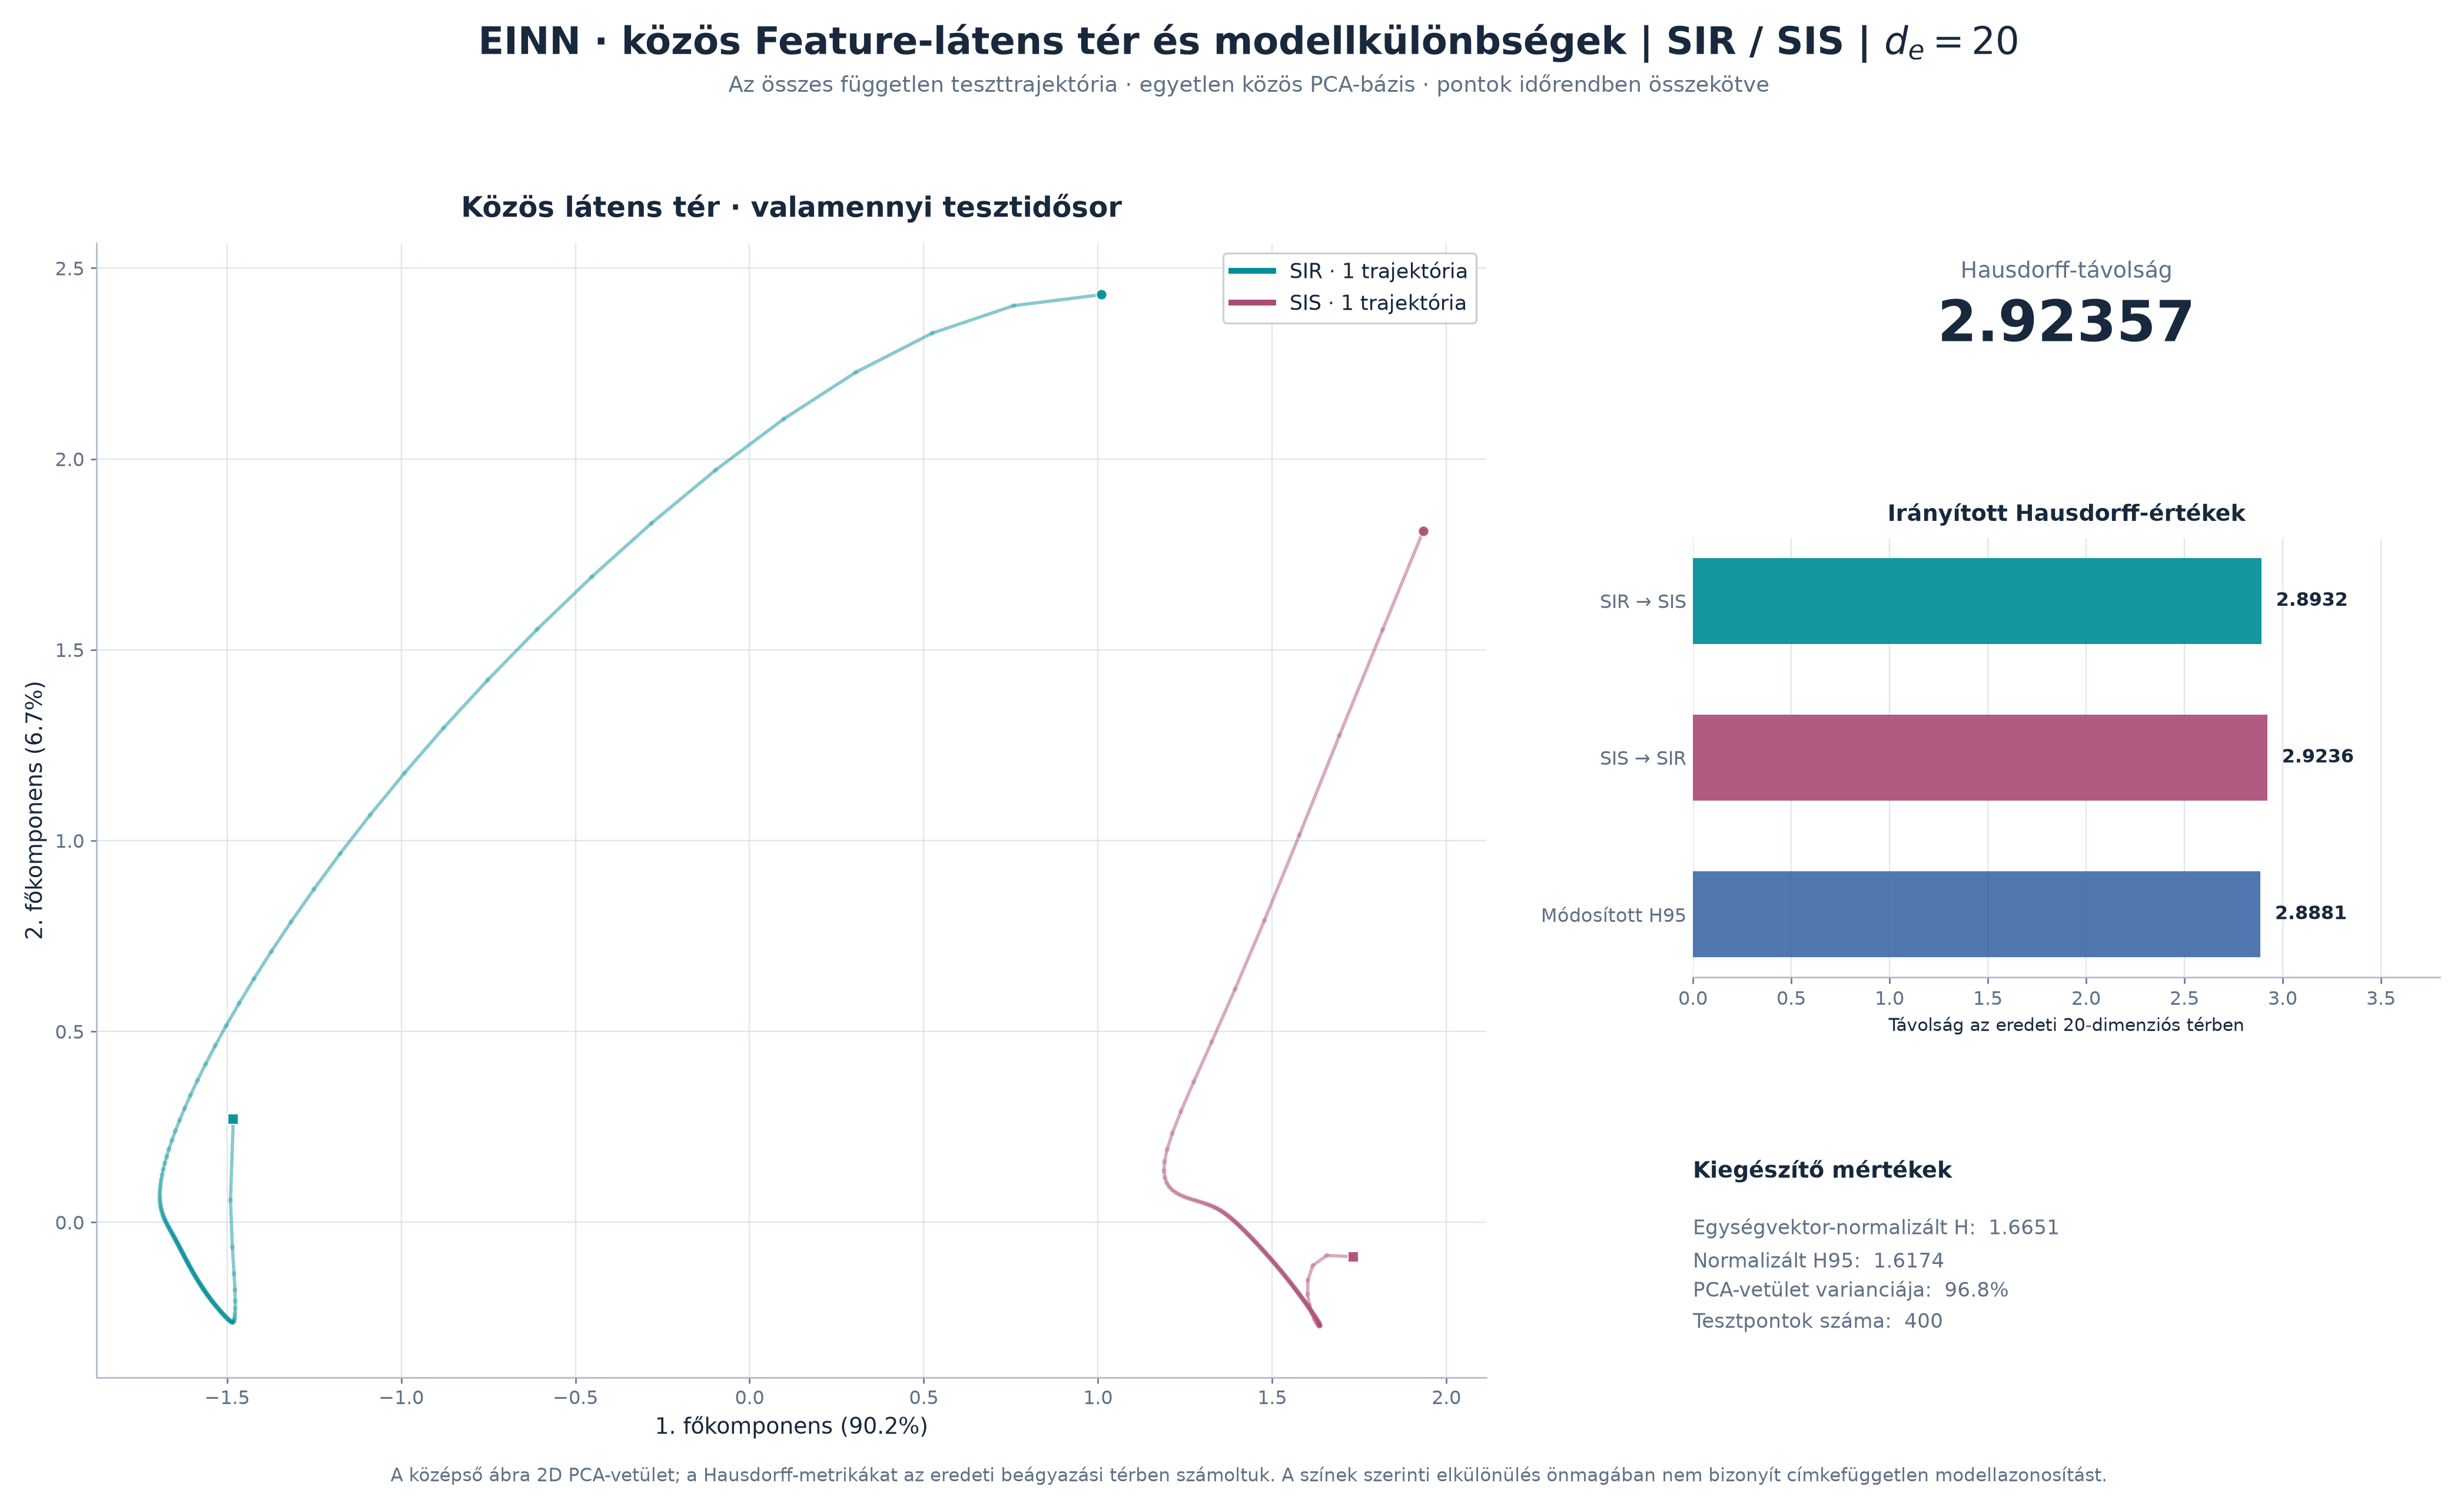 EINN · közös Feature-látens tér és modellkülönbségek | SIR / SIS | dₑ = 20
Az összes független teszttrajektória · egyetlen közös PCA-bázis · pontok időrendben összekötve
Közös látens tér · valamennyi tesztidősor
2.5
2.0
1.5
1.0
0.5
0.0
2. főkomponens (6.7%)
−1.5
−1.0
−0.5
0.0
0.5
1.0
1.5
2.0
1. főkomponens (90.2%)
SIR · 1 trajektória
SIS · 1 trajektória
Hausdorff-távolság
2.92357
Irányított Hausdorff-értékek
SIR → SIS
2.8932
SIS → SIR
2.9236
Módosított H95
2.8881
0.0
0.5
1.0
1.5
2.0
2.5
3.0
3.5
Távolság az eredeti 20-dimenziós térben
Kiegészítő mértékek
Egységvektor-normalizált H: 1.6651
Normalizált H95: 1.6174
PCA-vetület varianciája: 96.8%
Tesztpontok száma: 400
A középső ábra 2D PCA-vetület; a Hausdorff-metrikákat az eredeti beágyazási térben számoltuk. A színek szerinti elkülönülés önmagában nem bizonyít címkefüggetlen modellazonosítást.